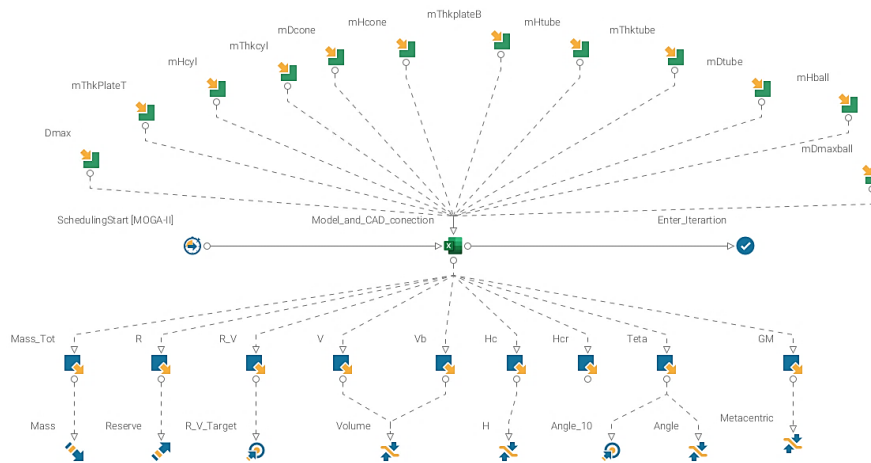 mThkplateB
mHcone
mHtube
mDcone
mThktube
mThkcyl
mHcyl
mDtube
mHball
mThkPlateT
Dmax
mDmaxball
SchedulingStart [MOGA-II]
Model_and_CAD_conection
Enter_Iterartion
Mass_Tot
R
R_V
V
Vb
Hc
Hcr
Teta
GM
Mass
Reserve
R_V_Target
Volume
H
Angle_10
Angle
Metacentric